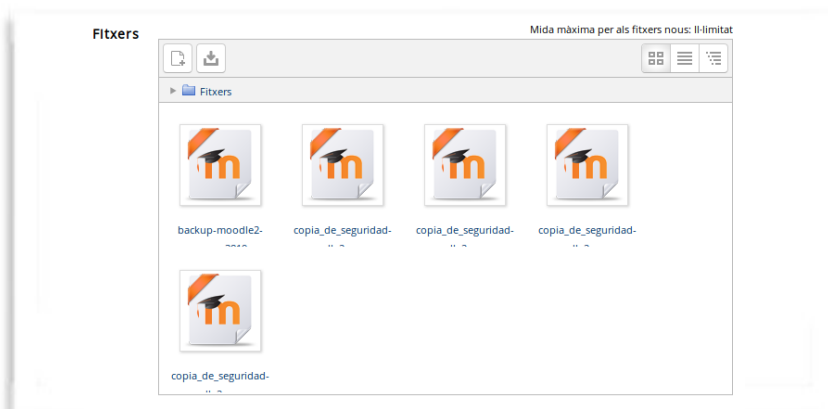 Fitxers
Mida màxima per als fitxers nous: Il·limitat
Fitxers
backup-moodle2-
copia_de_seguridad-
copia_de_seguridad-
copia_de_seguridad-
copia_de_seguridad-